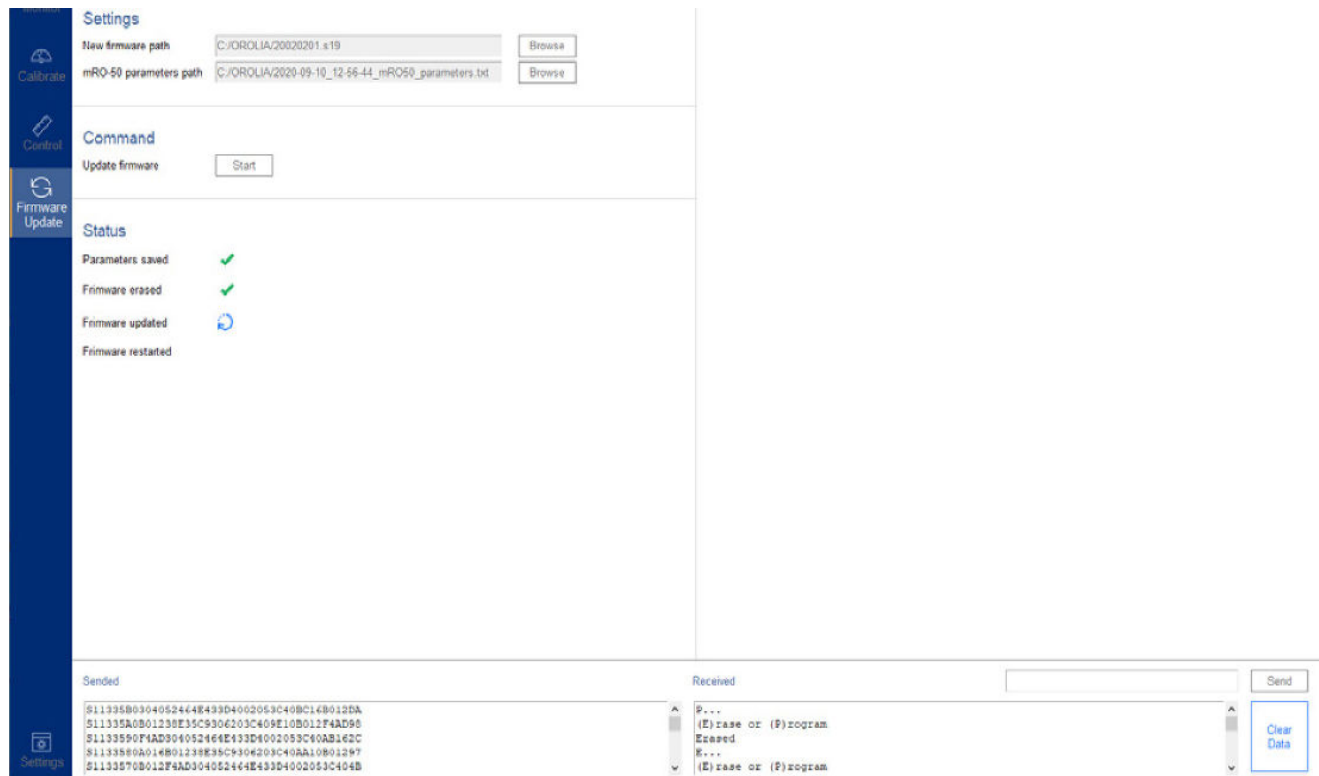 Monitor
Calibrate
Control
Firmware
Update
Settings
Settings
New firmware path C:/OROLIA/20020201.s19 Browse
mRO-50 parameters path C:/OROLIA/2020-09-10_12-56-44_mRO50_parameters.txt Browse
Command
Update firmware Start
Status
Parameters saved
Frimware erased
Frimware updated
Frimware restarted
Sended
S11335B0304052464E433D4002053C40BC16B012DA
S11335A0B01238E35C9306203C409E10B012F4AD98
S1133590F4AD304052464E433D4002053C40AB162C
S1133580A016B01238E35C9306203C40AA10B01297
S1133570B012F4AD304052464E433D4002053C404B
Received
Send
P...
(E)rase or (P)rogram
Erased
E...
(E)rase or (P)rogram
Clear
Data